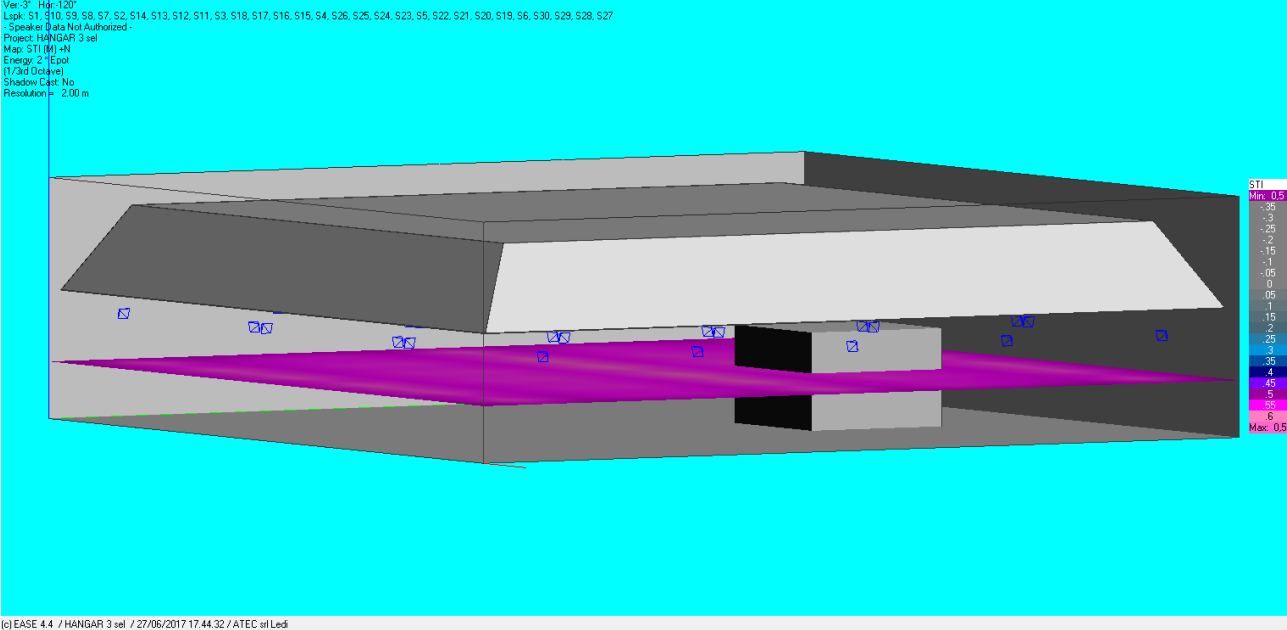 Ver:-3° Hor:-120°
Lspk: S1, S10, S9, S8, S7, S2, S14, S13, S12, S11, S3, S18, S17, S16, S15, S4, S26, S25, S24, S23, S5, S22, S21, S20, S19, S6, S30, S29, S28, S27
- Speaker Data Not Authorized -
Project: HANGAR 3 sel
Map: STI (M) +N
Energy: 2 * Epot
(1/3rd Octave)
Shadow Cast: No
Resolution = 2.00 m
STI
Min: 0,5
-.35
-.3
-.25
-.2
-.15
-.1
-.05
0
.05
.1
.15
.2
.25
.3
.35
.4
.45
.5
.55
.6
Max: 0,5
(c) EASE 4.4 / HANGAR 3 sel / 27/06/2017 17.44.32 / ATEC srl Ledi